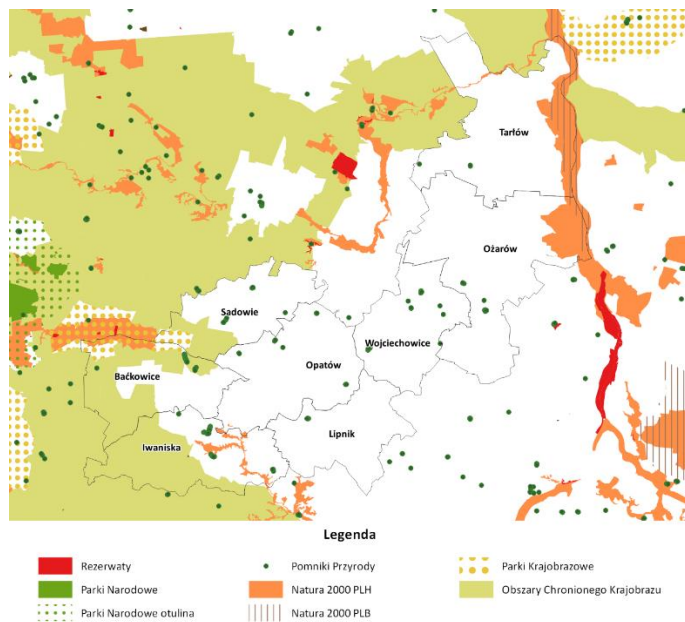 Tarłów
Ożarów
Sadowie
Wojciechowice
Opatów
Baćkowice
Lipnik
Iwaniska
Legenda
Rezerwaty
Pomniki Przyrody
Parki Krajobrazowe
Parki Narodowe
Natura 2000 PLH
Obszary Chronionego Krajobrazu
Parki Narodowe otulina
Natura 2000 PLB